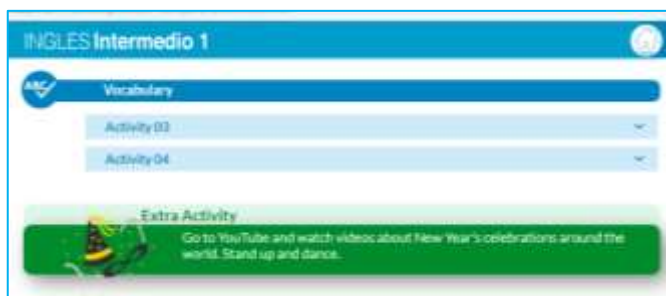 INGLES Intermedio 1
ABC
Vocabulary
Activity 03
Activity 04
Extra Activity
Go to YouTube and watch videos about New Year's celebrations around the
world. Stand up and dance.